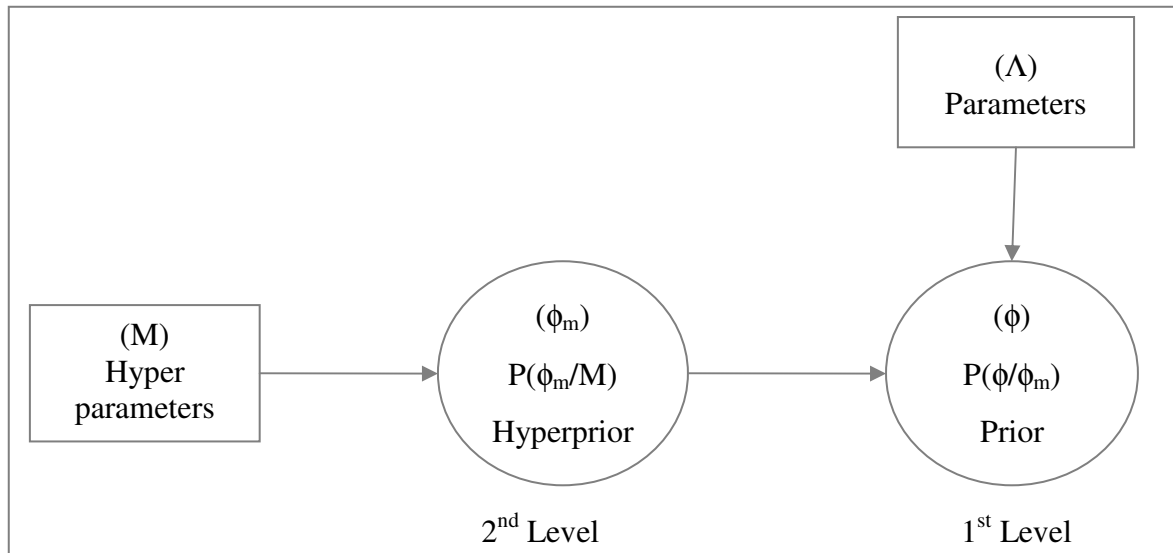 (Λ)
Parameters
(M)
Hyper
parameters
(ϕₘ)
P(ϕₘ/M)
Hyperprior
(ϕ)
P(ϕ/ϕₘ)
Prior
2ⁿᵈ Level
1ˢᵗ Level